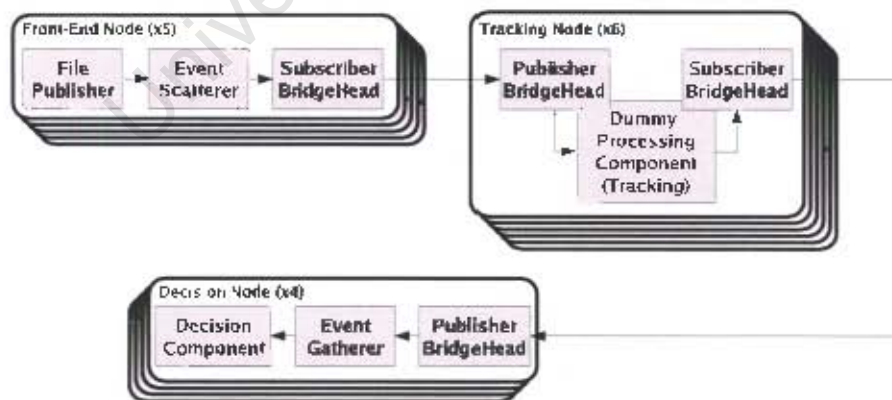 Front-End Node (x5)
File
Publisher
Event
Scatterer
Subscriber
BridgeHead
Tracking Node (x6)
Publisher
BridgeHead
Subscriber
BridgeHead
Dummy
Processing
Component
(Tracking)
Decision Node (x4)
Decision
Component
Event
Gatherer
Publisher
BridgeHead